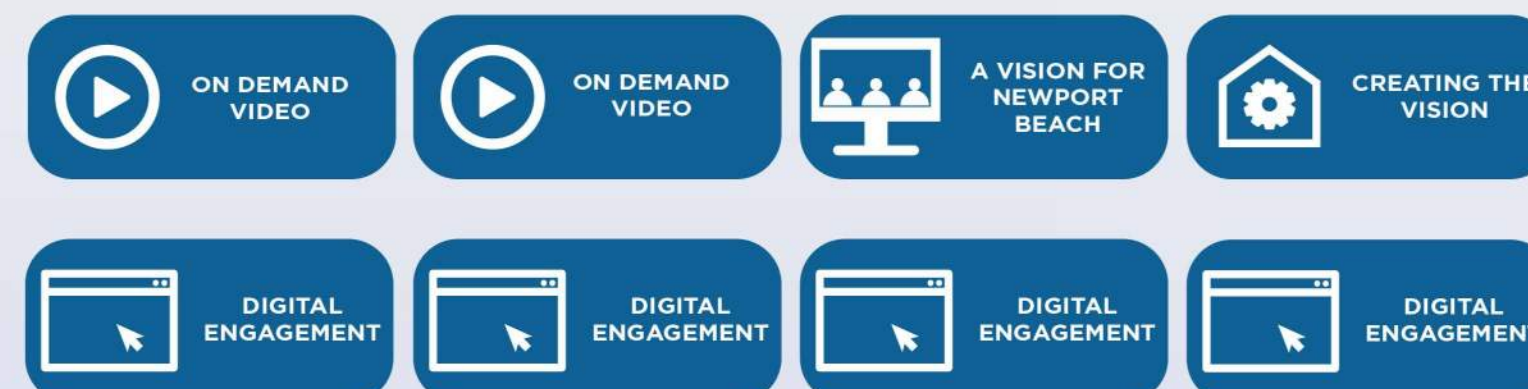 ON DEMAND
VIDEO
ON DEMAND
VIDEO
A VISION FOR
NEWPORT
BEACH
CREATING THE
VISION
DIGITAL
ENGAGEMENT
DIGITAL
ENGAGEMENT
DIGITAL
ENGAGEMENT
DIGITAL
ENGAGEMENT